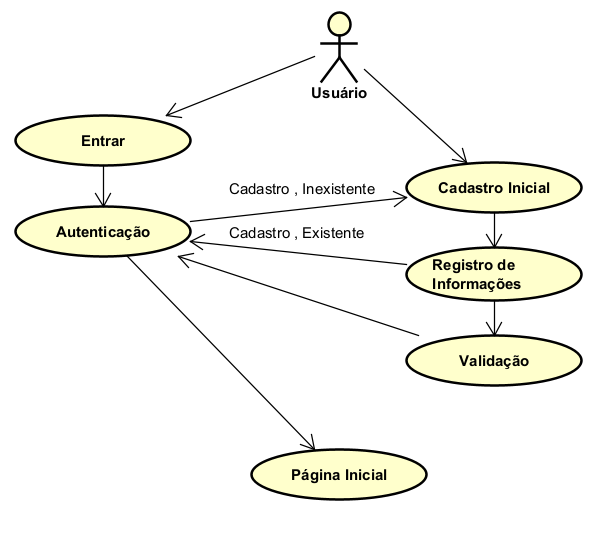 Usuário
Entrar
Cadastro , Inexistente
Cadastro Inicial
Autenticação
Cadastro , Existente
Registro de
Informações
Validação
Página Inicial